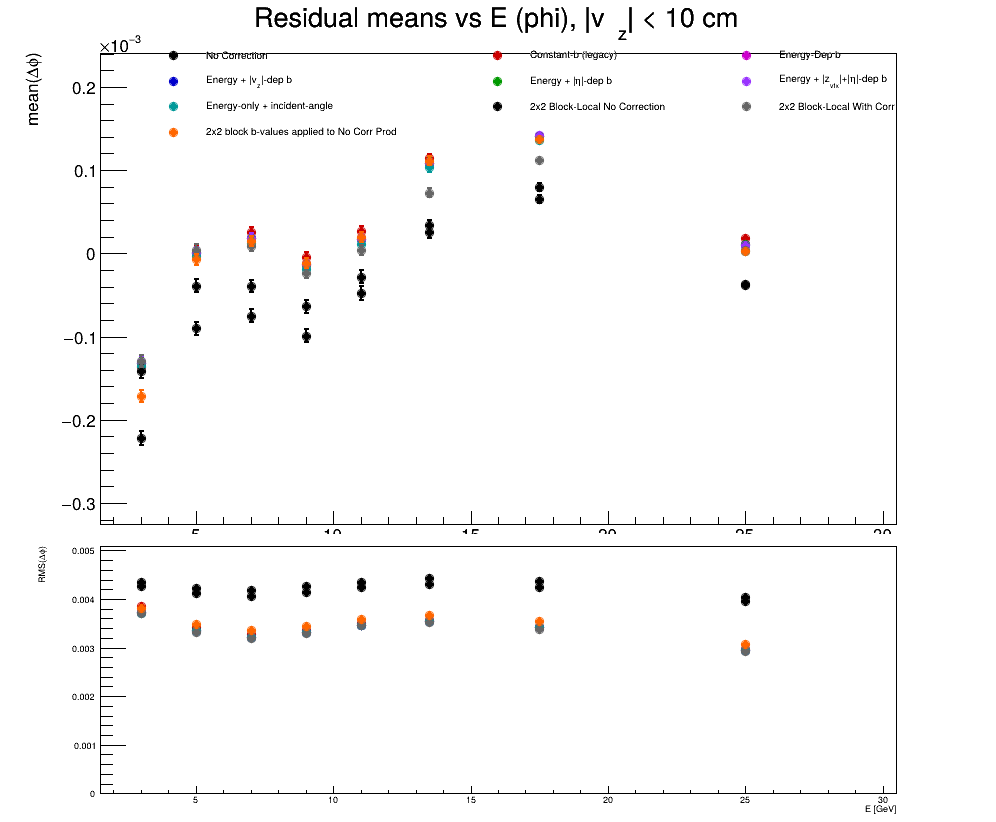 Residual means vs E (phi), |v_z| < 10 cm
×10⁻³
mean(Δϕ)
No Correction
Constant-b (legacy)
Energy-Dep b
Energy + |v_z|-dep b
Energy + |η|-dep b
Energy + |z_vtx|+|η|-dep b
Energy-only + incident-angle
2x2 Block-Local No Correction
2x2 Block-Local With Corr
2x2 block b-values applied to No Corr Prod
0.2
0.1
0
−0.1
−0.2
−0.3
5 10 15 20 25 30
RMS(Δϕ)
0.005
0.004
0.003
0.002
0.001
0
5 10 15 20 25 30
E [GeV]